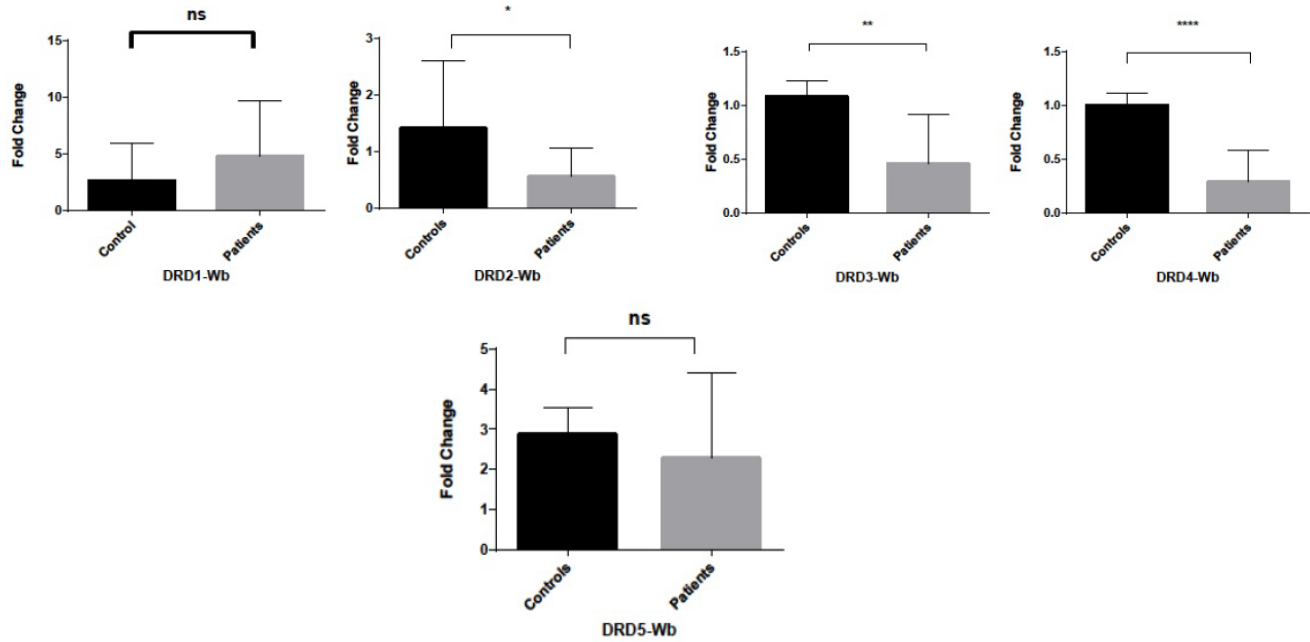 ns
15
10
5
0
Fold Change
Control
Patients
DRD1-Wb
*
3
2
1
0
Fold Change
Controls
Patients
DRD2-Wb
**
1.5
1.0
0.5
0.0
Fold Change
Controls
Patients
DRD3-Wb
****
1.5
1.0
0.5
0.0
Fold Change
Controls
Patients
DRD4-Wb
ns
5
4
3
2
1
0
Fold Change
Controls
Patients
DRD5-Wb